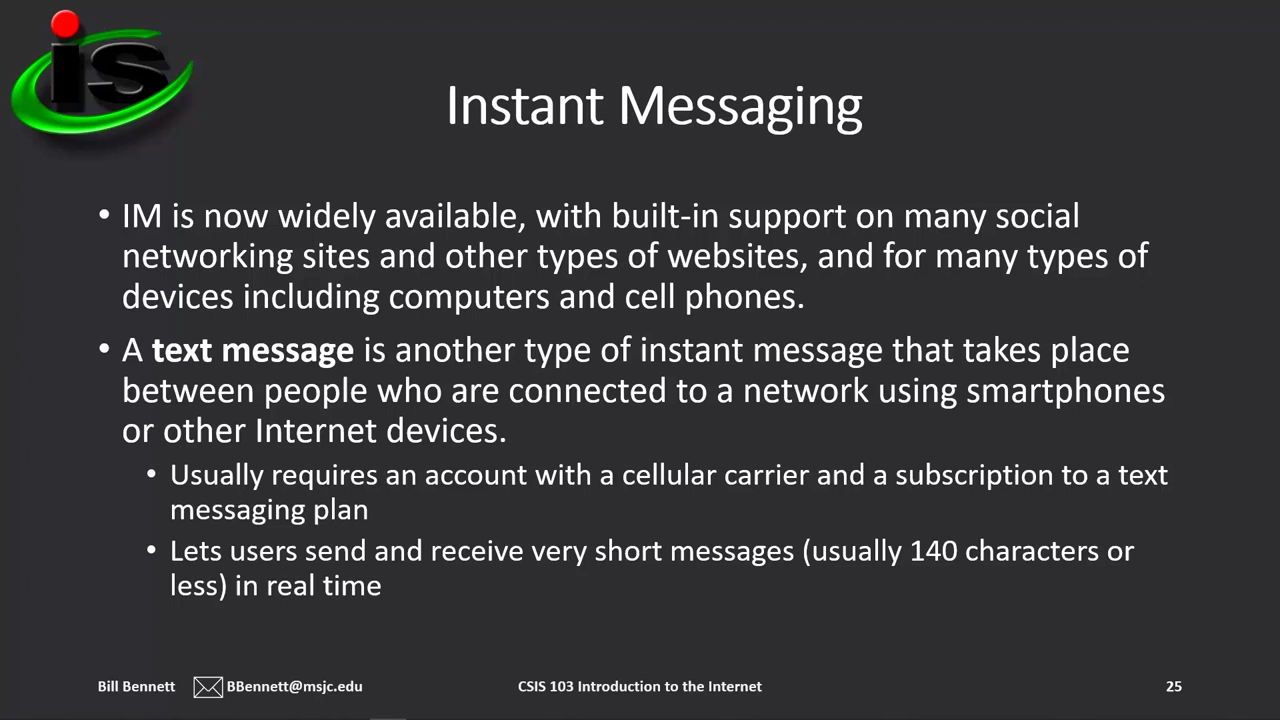 is
Instant Messaging
• IM is now widely available, with built-in support on many social
networking sites and other types of websites, and for many types of
devices including computers and cell phones.
• A text message is another type of instant message that takes place
between people who are connected to a network using smartphones
or other Internet devices.
• Usually requires an account with a cellular carrier and a subscription to a text
messaging plan
• Lets users send and receive very short messages (usually 140 characters or
less) in real time
Bill Bennett BBennett@msjc.edu CSIS 103 Introduction to the Internet 25